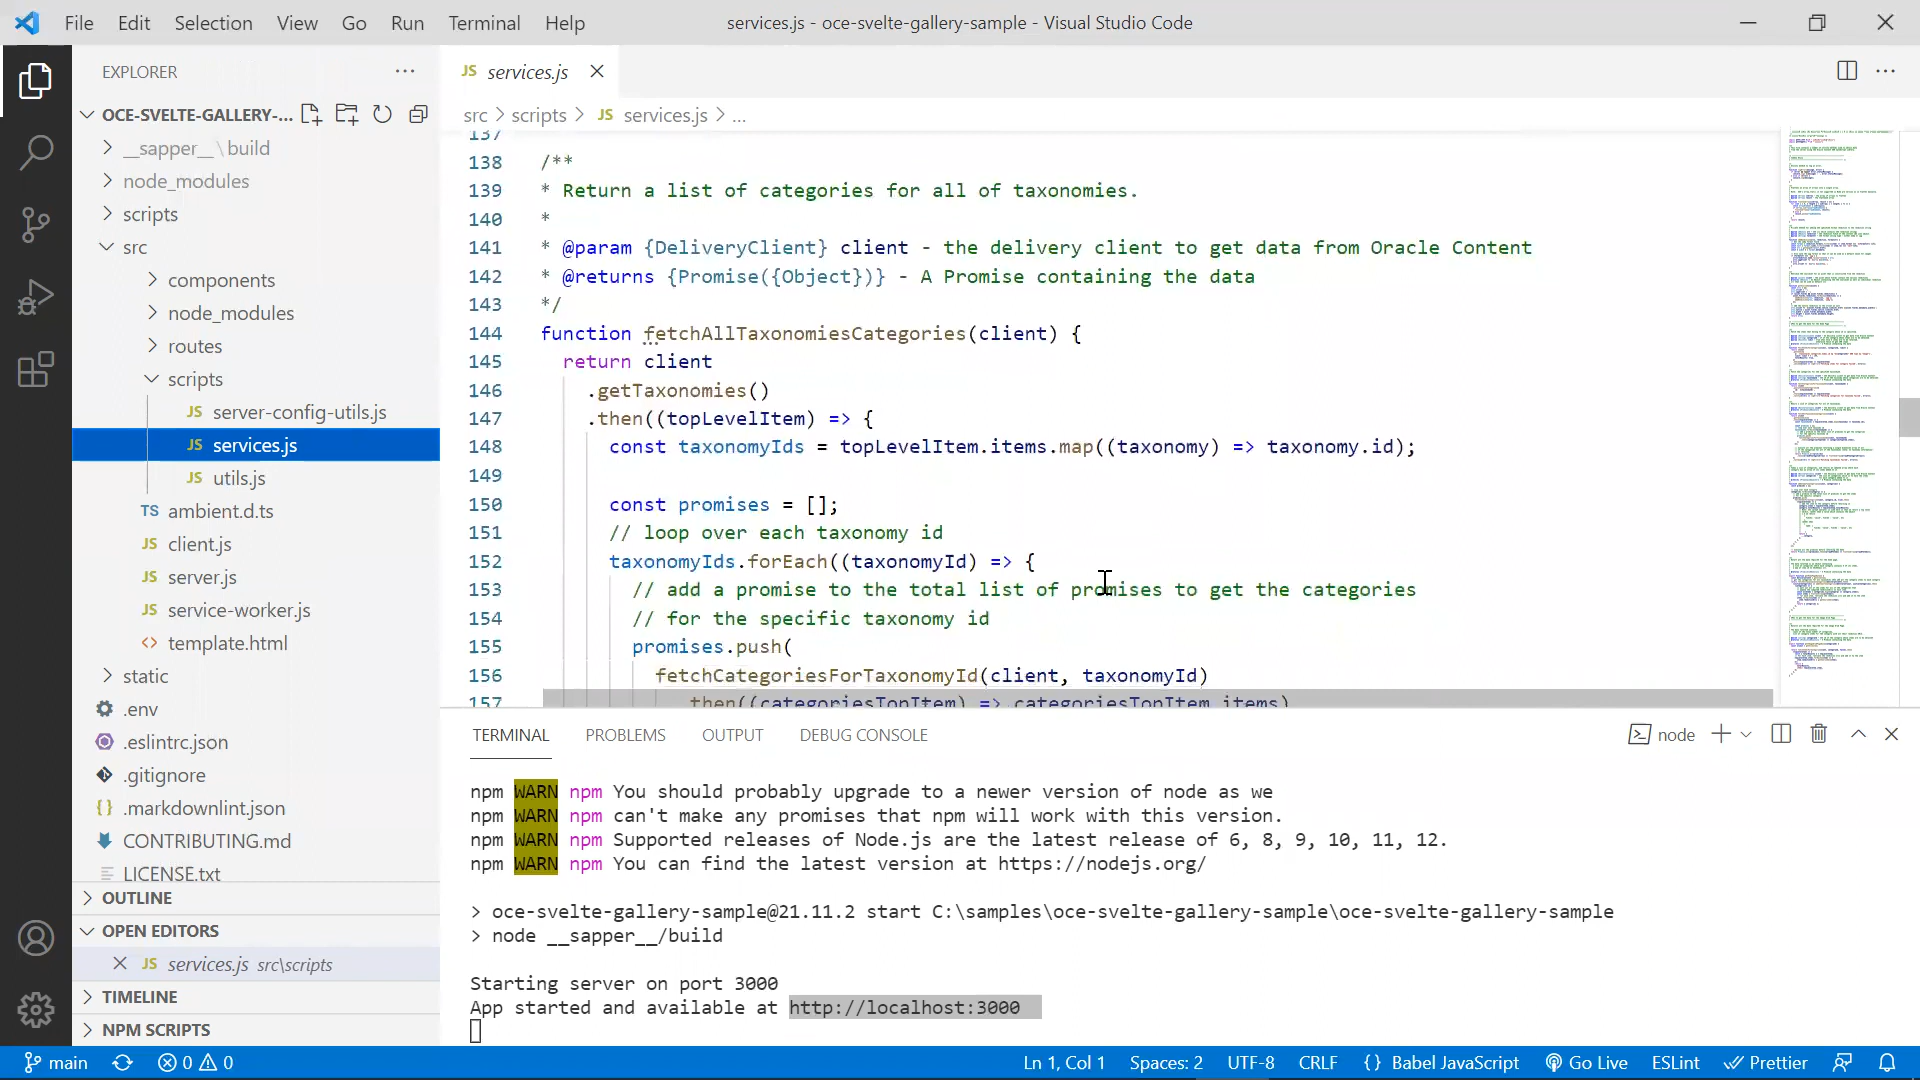 File Edit Selection View Go Run Terminal Help
services.js - oce-svelte-gallery-sample - Visual Studio Code
EXPLORER
OCE-SVELTE-GALLERY-...
__sapper__\build
node_modules
scripts
src
components
node_modules
routes
scripts
JS server-config-utils.js
JS services.js
JS utils.js
TS ambient.d.ts
JS client.js
JS server.js
JS service-worker.js
<> template.html
static
.env
.eslintrc.json
.gitignore
{} .markdownlint.json
CONTRIBUTING.md
LICENSE.txt
OUTLINE
OPEN EDITORS
JS services.js src\scripts
TIMELINE
NPM SCRIPTS
JS services.js
src > scripts > JS services.js > ...
137
138 /**
139 * Return a list of categories for all of taxonomies.
140 *
141 * @param {DeliveryClient} client - the delivery client to get data from Oracle Content
142 * @returns {Promise({Object})} - A Promise containing the data
143 */
144 function fetchAllTaxonomiesCategories(client) {
145 return client
146 .getTaxonomies()
147 .then((topLevelItem) => {
148 const taxonomyIds = topLevelItem.items.map((taxonomy) => taxonomy.id);
149
150 const promises = [];
151 // loop over each taxonomy id
152 taxonomyIds.forEach((taxonomyId) => {
153 // add a promise to the total list of promises to get the categories
154 // for the specific taxonomy id
155 promises.push(
156 fetchCategoriesForTaxonomyId(client, taxonomyId)
157 .then((categoriesTopItem) => categoriesTopItem.items)
TERMINAL PROBLEMS OUTPUT DEBUG CONSOLE
node
npm WARN npm You should probably upgrade to a newer version of node as we
npm WARN npm can't make any promises that npm will work with this version.
npm WARN npm Supported releases of Node.js are the latest release of 6, 8, 9, 10, 11, 12.
npm WARN npm You can find the latest version at https://nodejs.org/
> oce-svelte-gallery-sample@21.11.2 start C:\samples\oce-svelte-gallery-sample\oce-svelte-gallery-sample
> node __sapper__/build
Starting server on port 3000
App started and available at http://localhost:3000
main 0 0 Ln 1, Col 1 Spaces: 2 UTF-8 CRLF {} Babel JavaScript Go Live ESLint Prettier